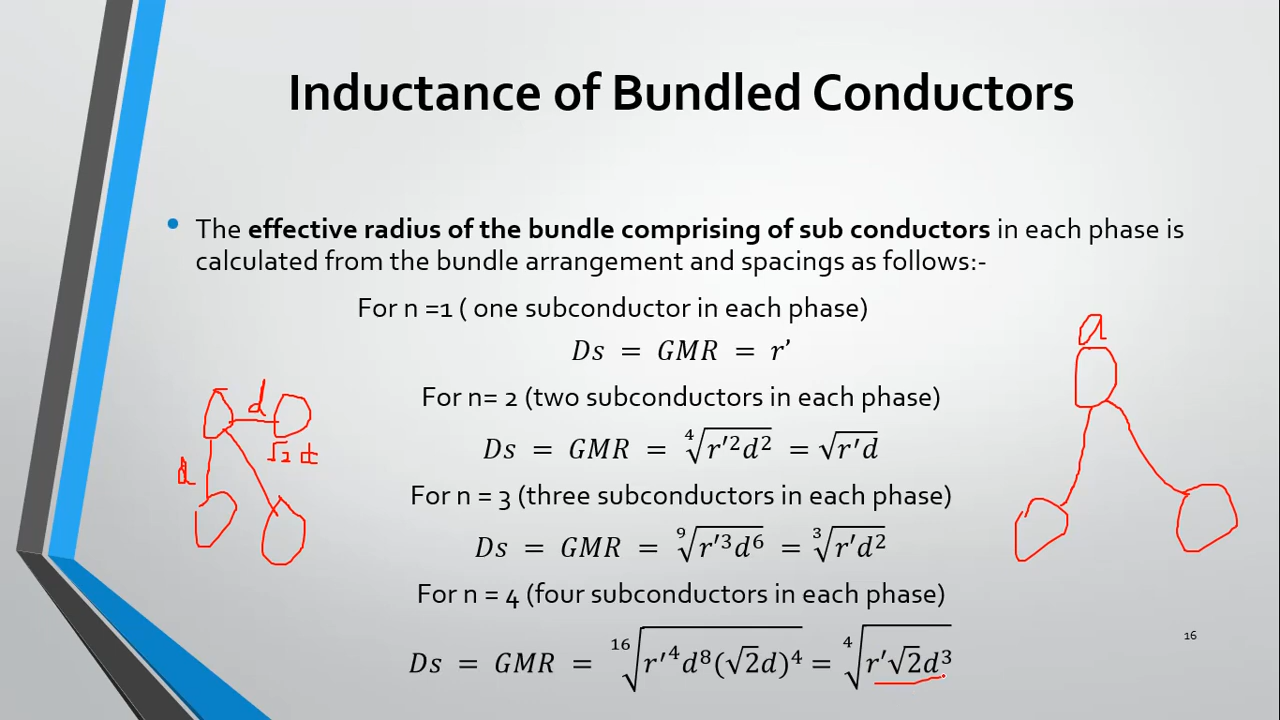 Inductance of Bundled Conductors
• The effective radius of the bundle comprising of sub conductors in each phase is
calculated from the bundle arrangement and spacings as follows:-
For n =1 ( one subconductor in each phase)
Ds = GMR = r’
For n= 2 (two subconductors in each phase)
Ds = GMR = ⁴√(r′²d²) = √(r′d)
For n = 3 (three subconductors in each phase)
Ds = GMR = ⁹√(r′³d⁶) = ³√(r′d²)
For n = 4 (four subconductors in each phase)
Ds = GMR = ¹⁶√(r′⁴d⁸(√2d)⁴) = ⁴√(r′√2d³)
d
√2 d
d
16